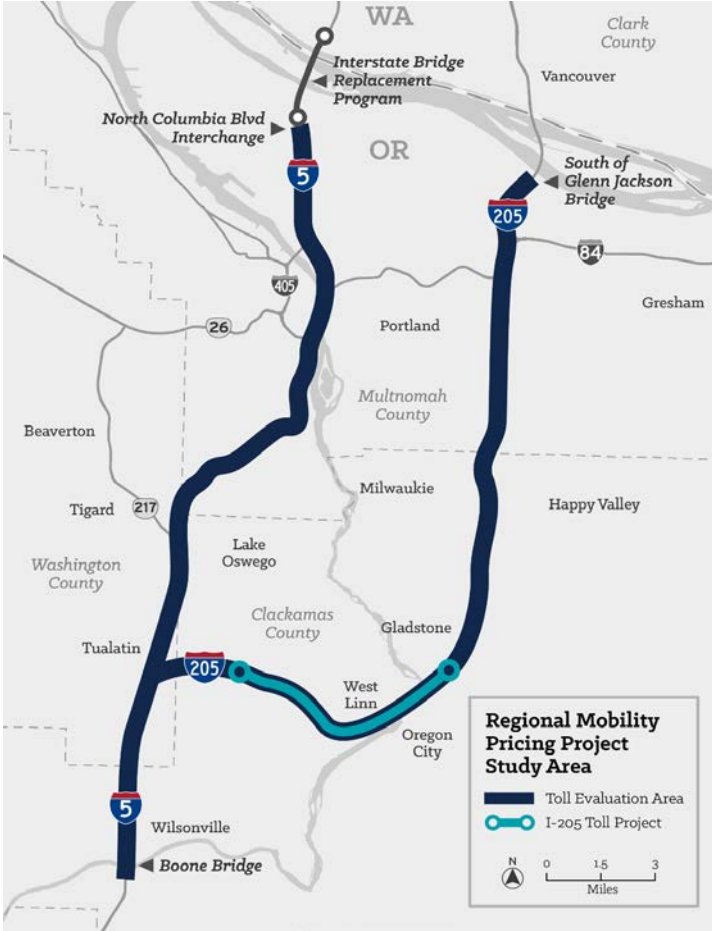 WA
Clark
County
Interstate Bridge
Replacement
Program
Vancouver
North Columbia Blvd
Interchange
OR
South of
Glenn Jackson
Bridge
5
205
84
405
Gresham
26
Portland
Multnomah
County
Beaverton
Milwaukie
Happy Valley
Tigard
217
Lake
Oswego
Washington
County
Clackamas
County
Gladstone
Tualatin
205
West
Linn
Oregon
City
5
Wilsonville
Boone Bridge
Regional Mobility
Pricing Project
Study Area
Toll Evaluation Area
I-205 Toll Project
N
0 1.5 3
Miles